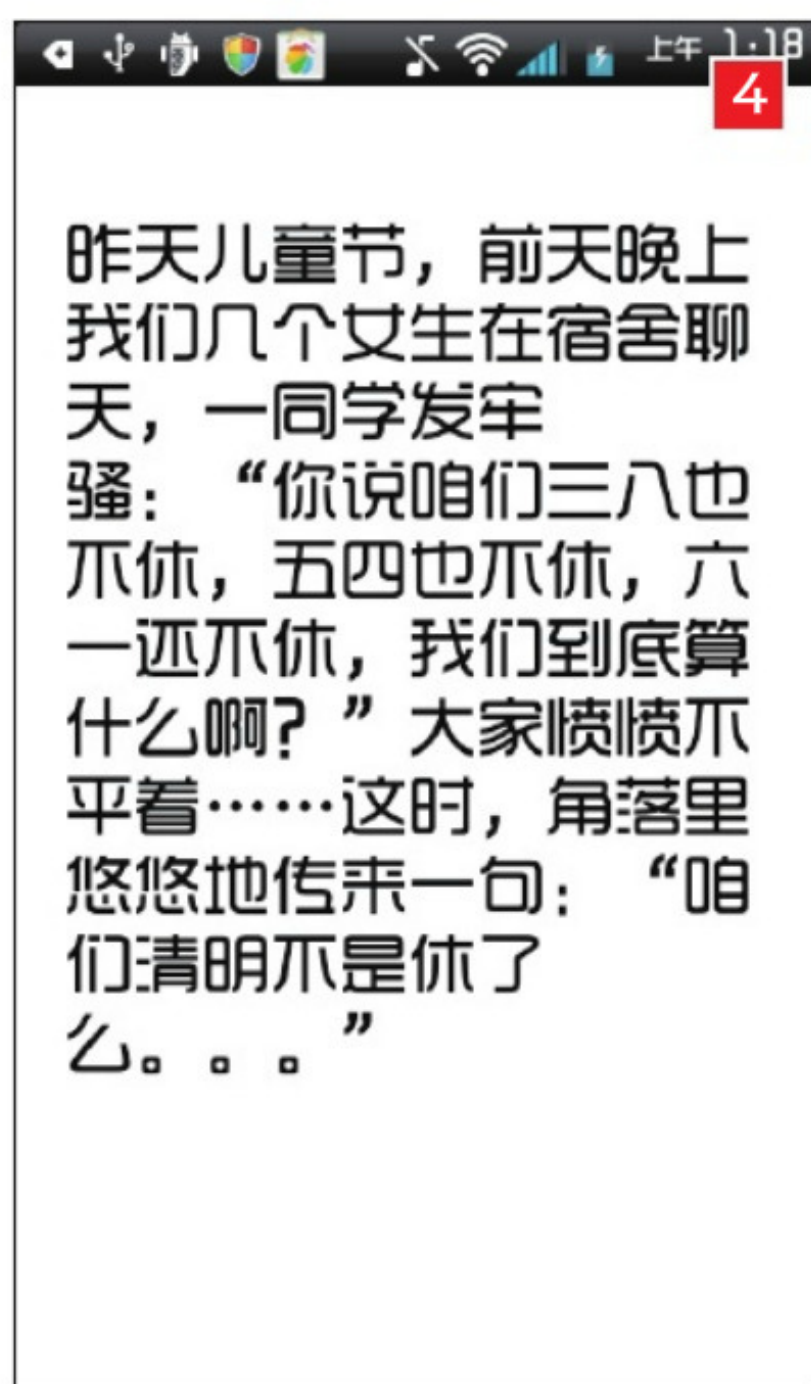 上午 1:18
4
昨天儿童节，前天晚上
我们几个女生在宿舍聊
天，一同学发牢
骚：“你说咱们三八也
不休，五四也不休，六
一还不休，我们到底算
什么啊？”大家愤愤不
平着……这时，角落里
悠悠地传来一句：“咱
们清明不是休了
么。。。”